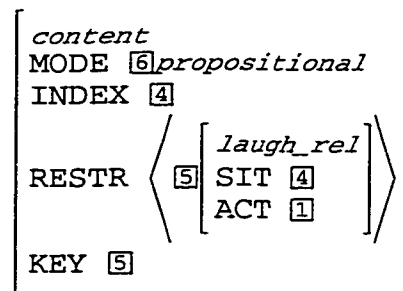 content
MODE 6 propositional
INDEX 4
laugh_rel
RESTR ⟨ 5 SIT 4 ⟩
ACT 1
KEY 5